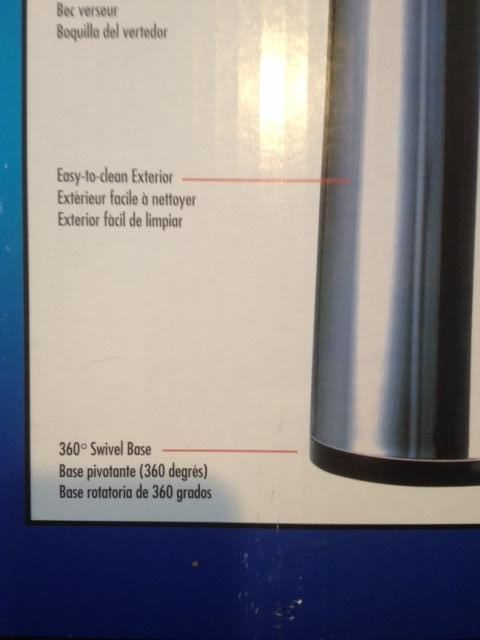 Bec verseur
Boquilla del vertedor
Easy-to-clean Exterior
Extérieur facile à nettoyer
Exterior fàcil de limpiar
360° Swivel Base
Base pivotante (360 degrés)
Base rotatoria de 360 grados